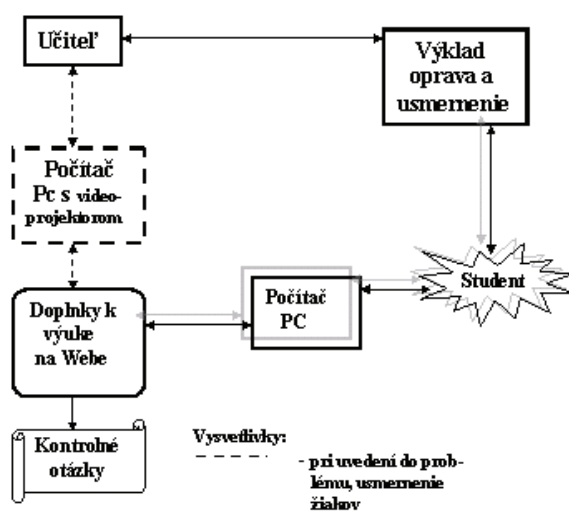 Učiteľ
Výklad
oprava a
usmernenie
Počítač
Pc s video-
projektorom
Student
Doplnky k
výuke
na Webe
Počítač
PC
Kontrolné
otázky
Vysvetlivky:
- pri uvedení do prob-
lému, usmernenie
žiakov